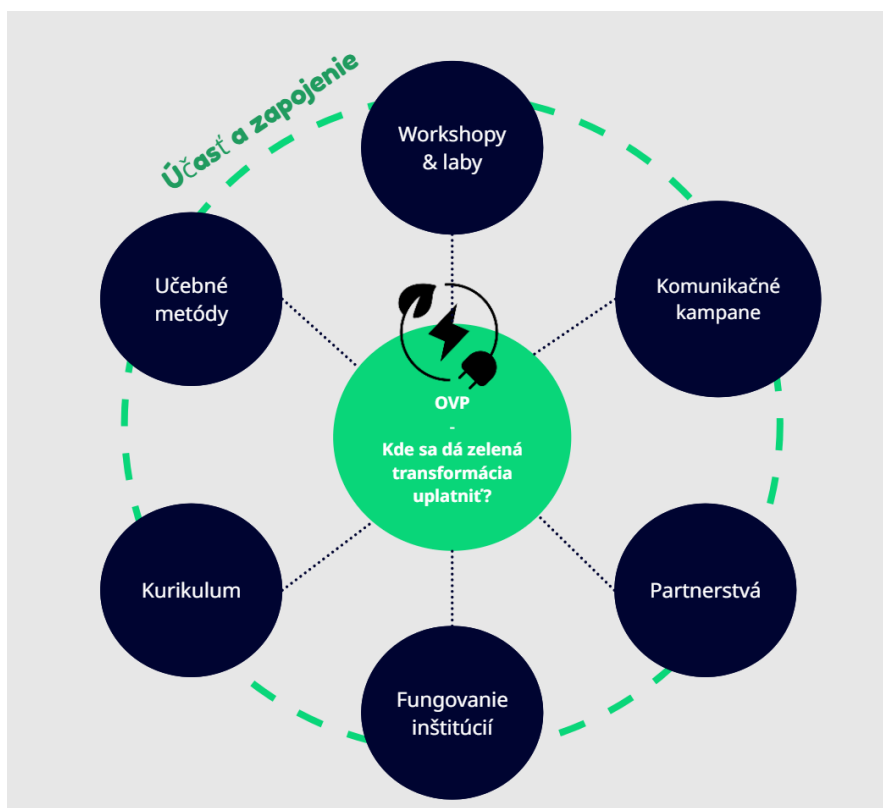 Účasť a zapojenie
Workshopy
& laby
Učebné
metódy
Komunikačné
kampane
OVP
-
Kde sa dá zelená
transformácia
uplatniť?
Kurikulum
Partnerstvá
Fungovanie
inštitúcií